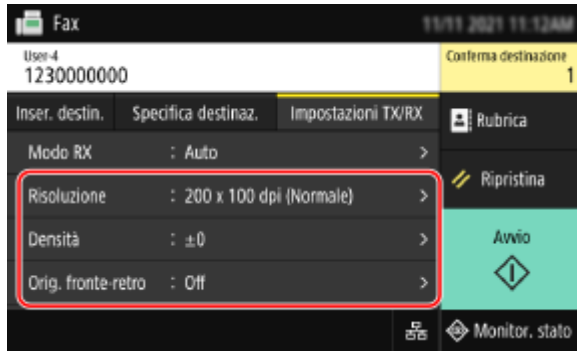 Fax
11/11 2021 11:12AM
User-4
1230000000
Conferma destinazione
1
Inser. destin.
Specifica destinaz.
Impostazioni TX/RX
Rubrica
Modo RX : Auto >
Risoluzione : 200 x 100 dpi (Normale) >
Ripristina
Densità : ±0 >
Avvio
Orig. fronte-retro : Off >
Monitor. stato